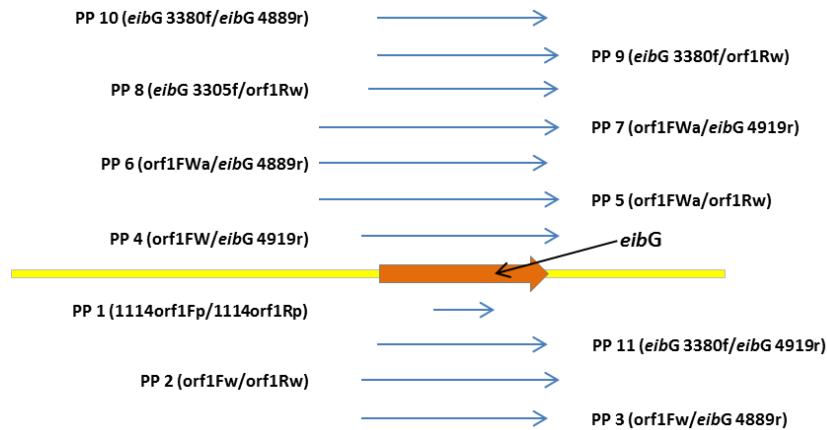 PP 10 (eibG 3380f/eibG 4889r)
PP 9 (eibG 3380f/orf1Rw)
PP 8 (eibG 3305f/orf1Rw)
PP 7 (orf1FWa/eibG 4919r)
PP 6 (orf1FWa/eibG 4889r)
PP 5 (orf1FWa/orf1Rw)
PP 4 (orf1FW/eibG 4919r)
eibG
PP 1 (1114orf1Fp/1114orf1Rp)
PP 11 (eibG 3380f/eibG 4919r)
PP 2 (orf1Fw/orf1Rw)
PP 3 (orf1Fw/eibG 4889r)